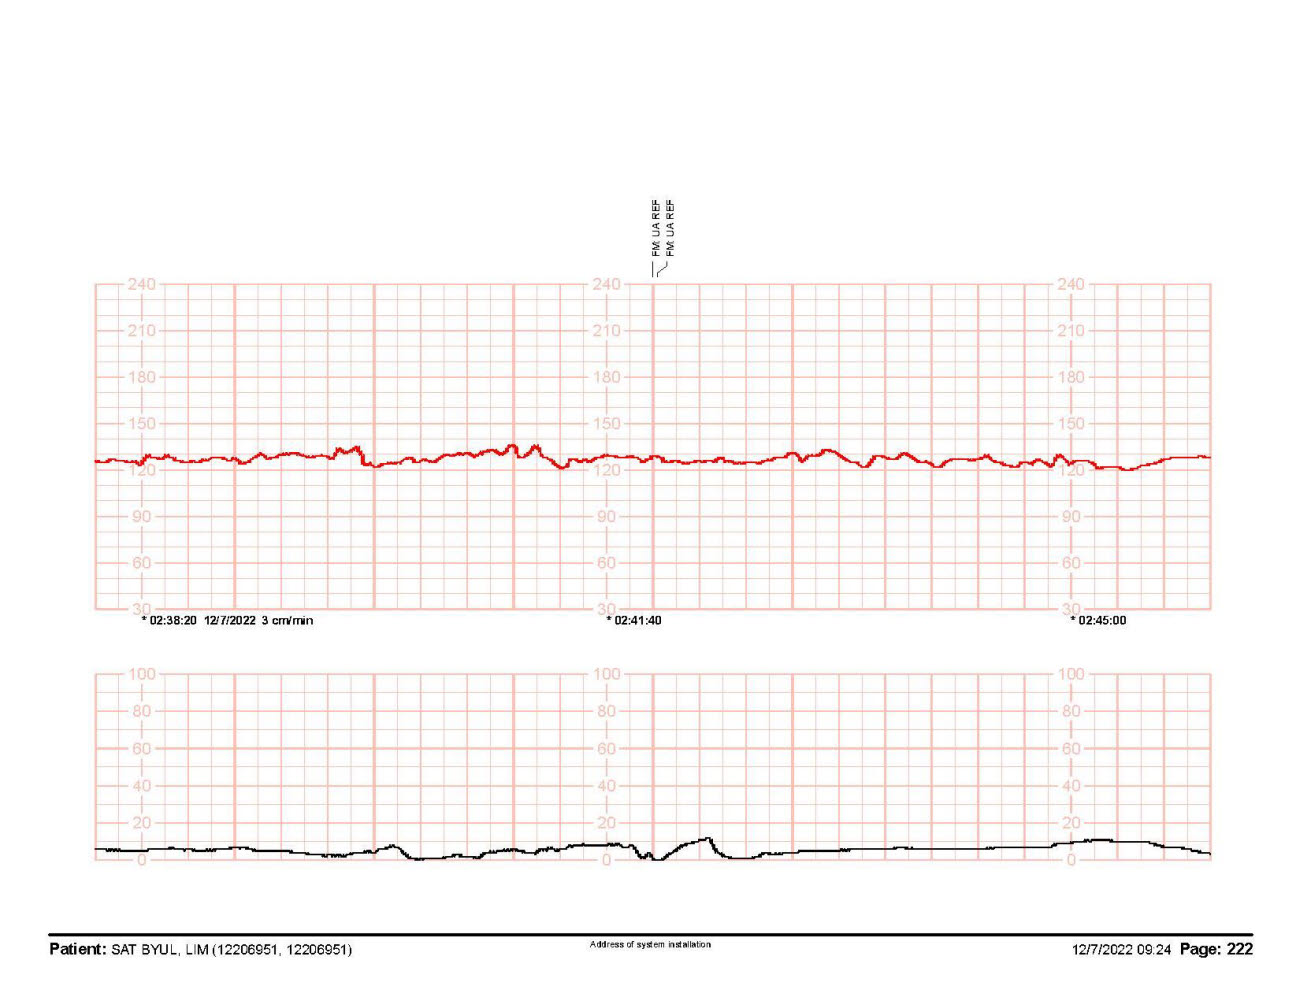 FM: UA REF
FM: UA REF
240 240 240
210 210 210
180 180 180
150 150 150
120 120 120
90 90 90
60 60 60
30 30 30
* 02:38:20 12/7/2022 3 cm/min * 02:41:40 * 02:45:00
100 100 100
80 80 80
60 60 60
40 40 40
20 20 20
0 0 0
Patient: SAT BYUL, LIM (12206951, 12206951) Address of system installation 12/7/2022 09:24 Page: 222